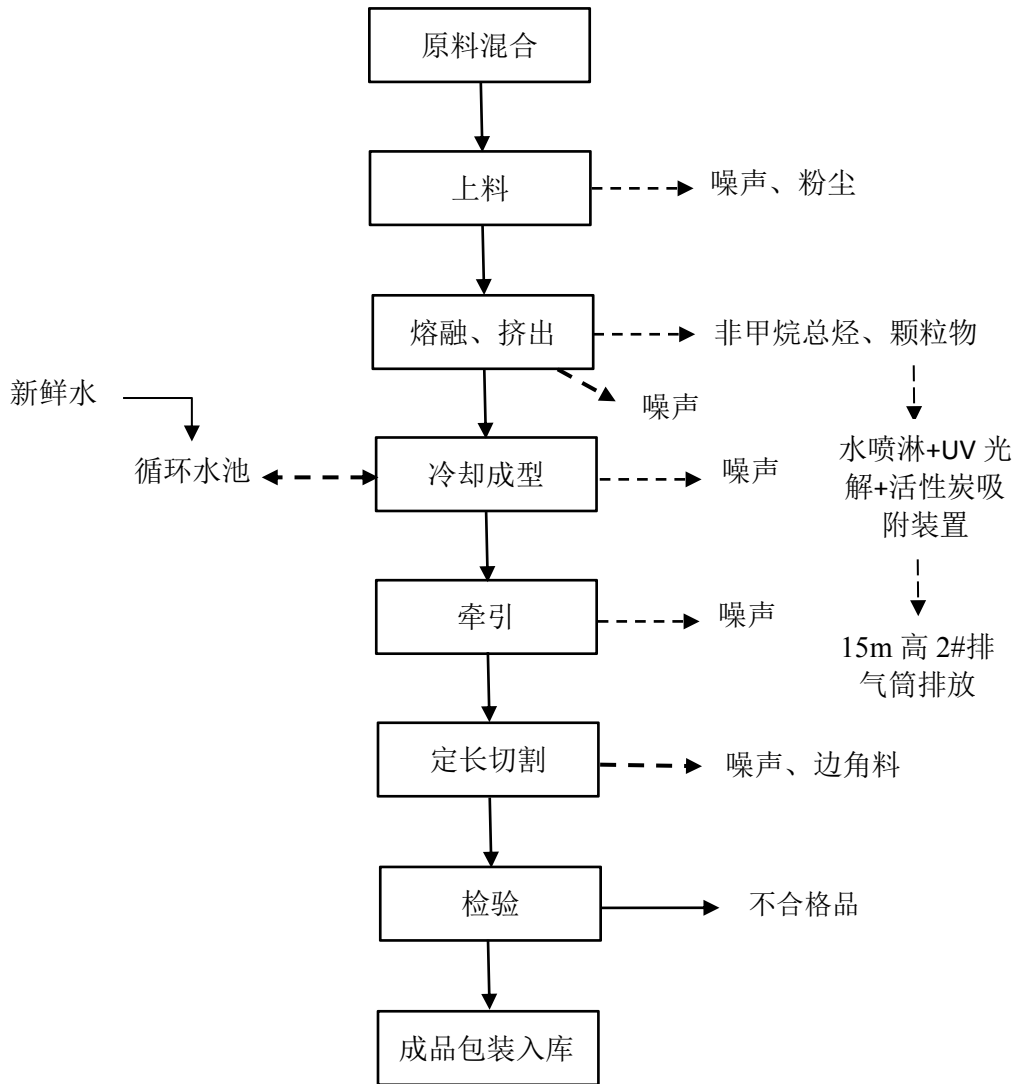 原料混合
上料
噪声、粉尘
熔融、挤出
非甲烷总烃、颗粒物
新鲜水
噪声
循环水池
冷却成型
噪声
水喷淋+UV 光
解+活性炭吸
附装置
牵引
噪声
15m 高 2#排
气筒排放
定长切割
噪声、边角料
检验
不合格品
成品包装入库